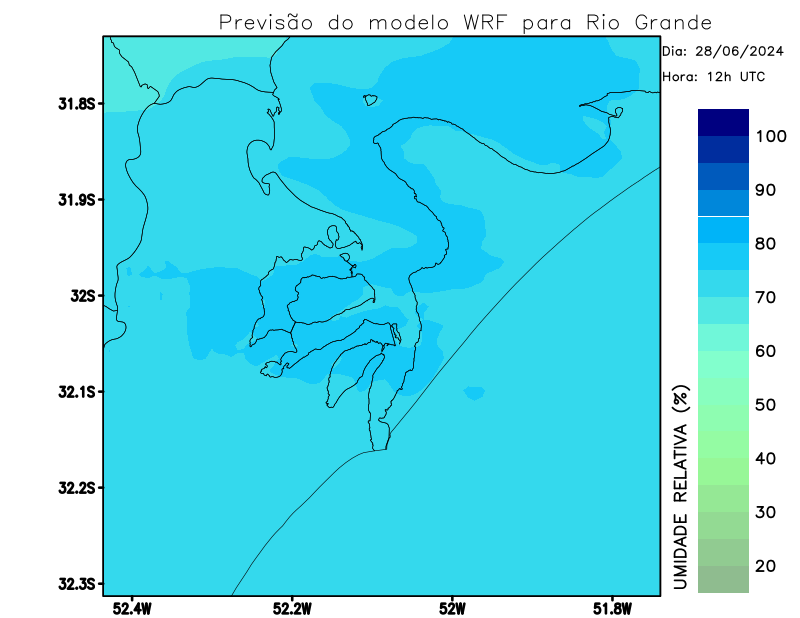 Previsão do modelo WRF para Rio Grande
Dia: 28/06/2024
Hora: 12h UTC
31.8S
31.9S
32S
32.1S
32.2S
32.3S
52.4W
52.2W
52W
51.8W
100
90
80
70
60
50
40
30
20
UMIDADE RELATIVA (%)